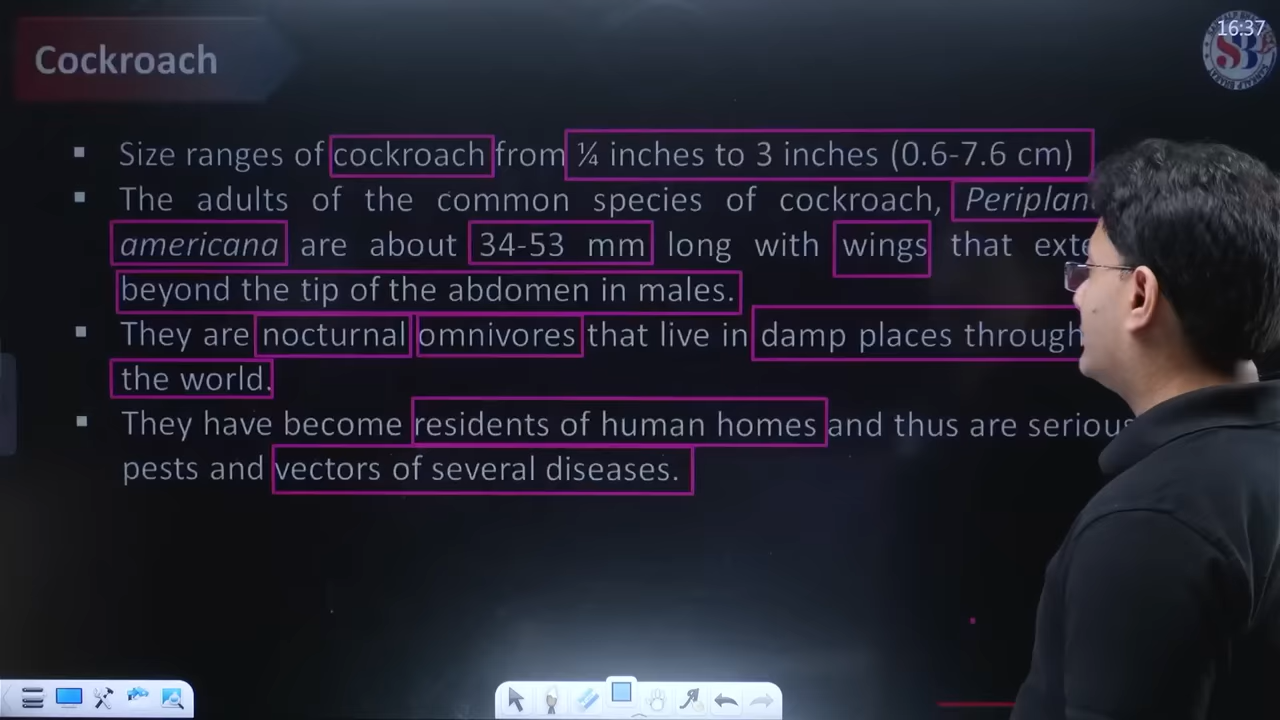 16:37
Cockroach
▪ Size ranges of cockroach from ¼ inches to 3 inches (0.6-7.6 cm)
▪ The adults of the common species of cockroach, Periplan
americana are about 34-53 mm long with wings that exte
beyond the tip of the abdomen in males.
▪ They are nocturnal omnivores that live in damp places through
the world.
▪ They have become residents of human homes and thus are serious
pests and vectors of several diseases.